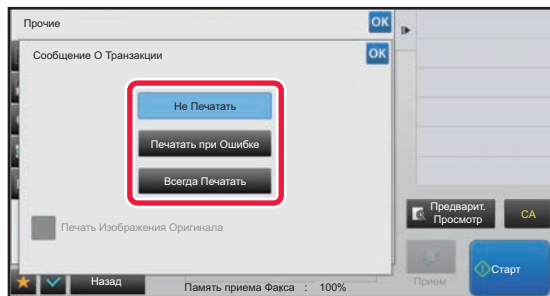 Прочие
OK
Сообщение О Транзакции
OK
Не Печатать
Печатать при Ошибке
Всегда Печатать
Печать Изображения Оригинала
Предварит.
Просмотр
CA
Назад
Память приема Факса : 100%
Прием
Старт